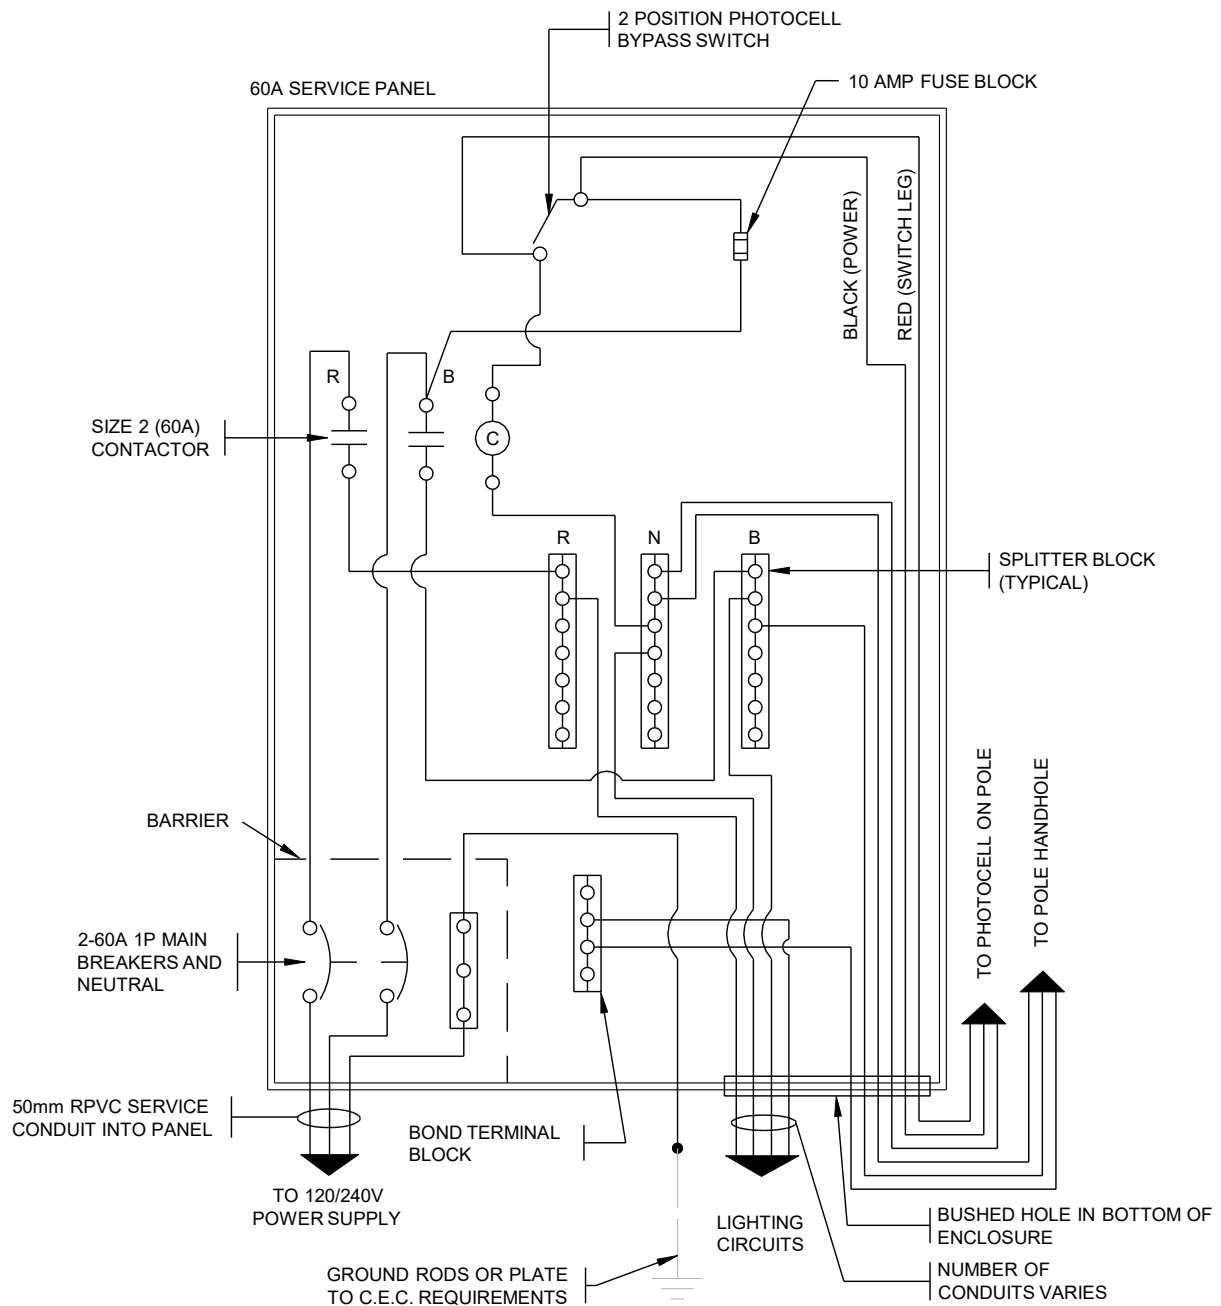 2 POSITION PHOTOCELL
BYPASS SWITCH
60A SERVICE PANEL
10 AMP FUSE BLOCK
BLACK (POWER)
RED (SWITCH LEG)
R
B
SIZE 2 (60A)
CONTACTOR
C
R
N
B
SPLITTER BLOCK
(TYPICAL)
TO PHOTOCELL ON POLE
TO POLE HANDHOLE
BARRIER
2-60A 1P MAIN
BREAKERS AND
NEUTRAL
50mm RPVC SERVICE
CONDUIT INTO PANEL
BOND TERMINAL
BLOCK
TO 120/240V
POWER SUPPLY
LIGHTING
CIRCUITS
BUSHED HOLE IN BOTTOM OF
ENCLOSURE
GROUND RODS OR PLATE
TO C.E.C. REQUIREMENTS
NUMBER OF
CONDUITS VARIES